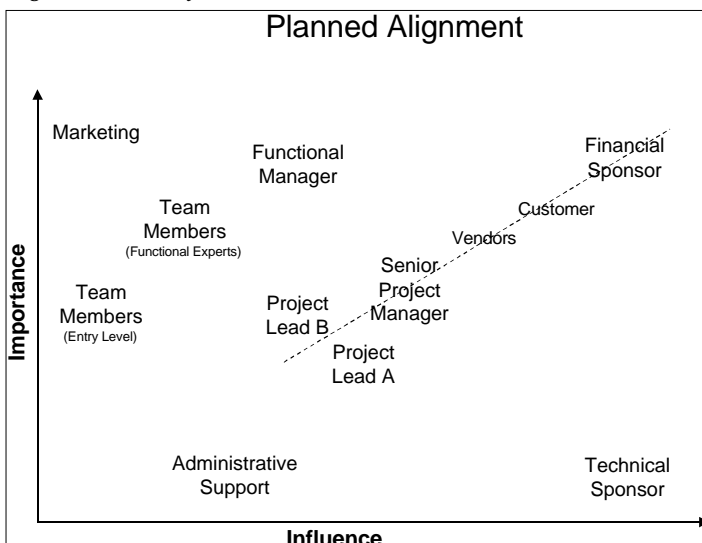 Planned Alignment
Marketing
Functional
Manager
Financial
Sponsor
Team
Members
(Functional Experts)
Customer
Vendors
Senior
Project
Manager
Team
Members
(Entry Level)
Project
Lead B
Project
Lead A
Administrative
Support
Technical
Sponsor
Importance
Influence